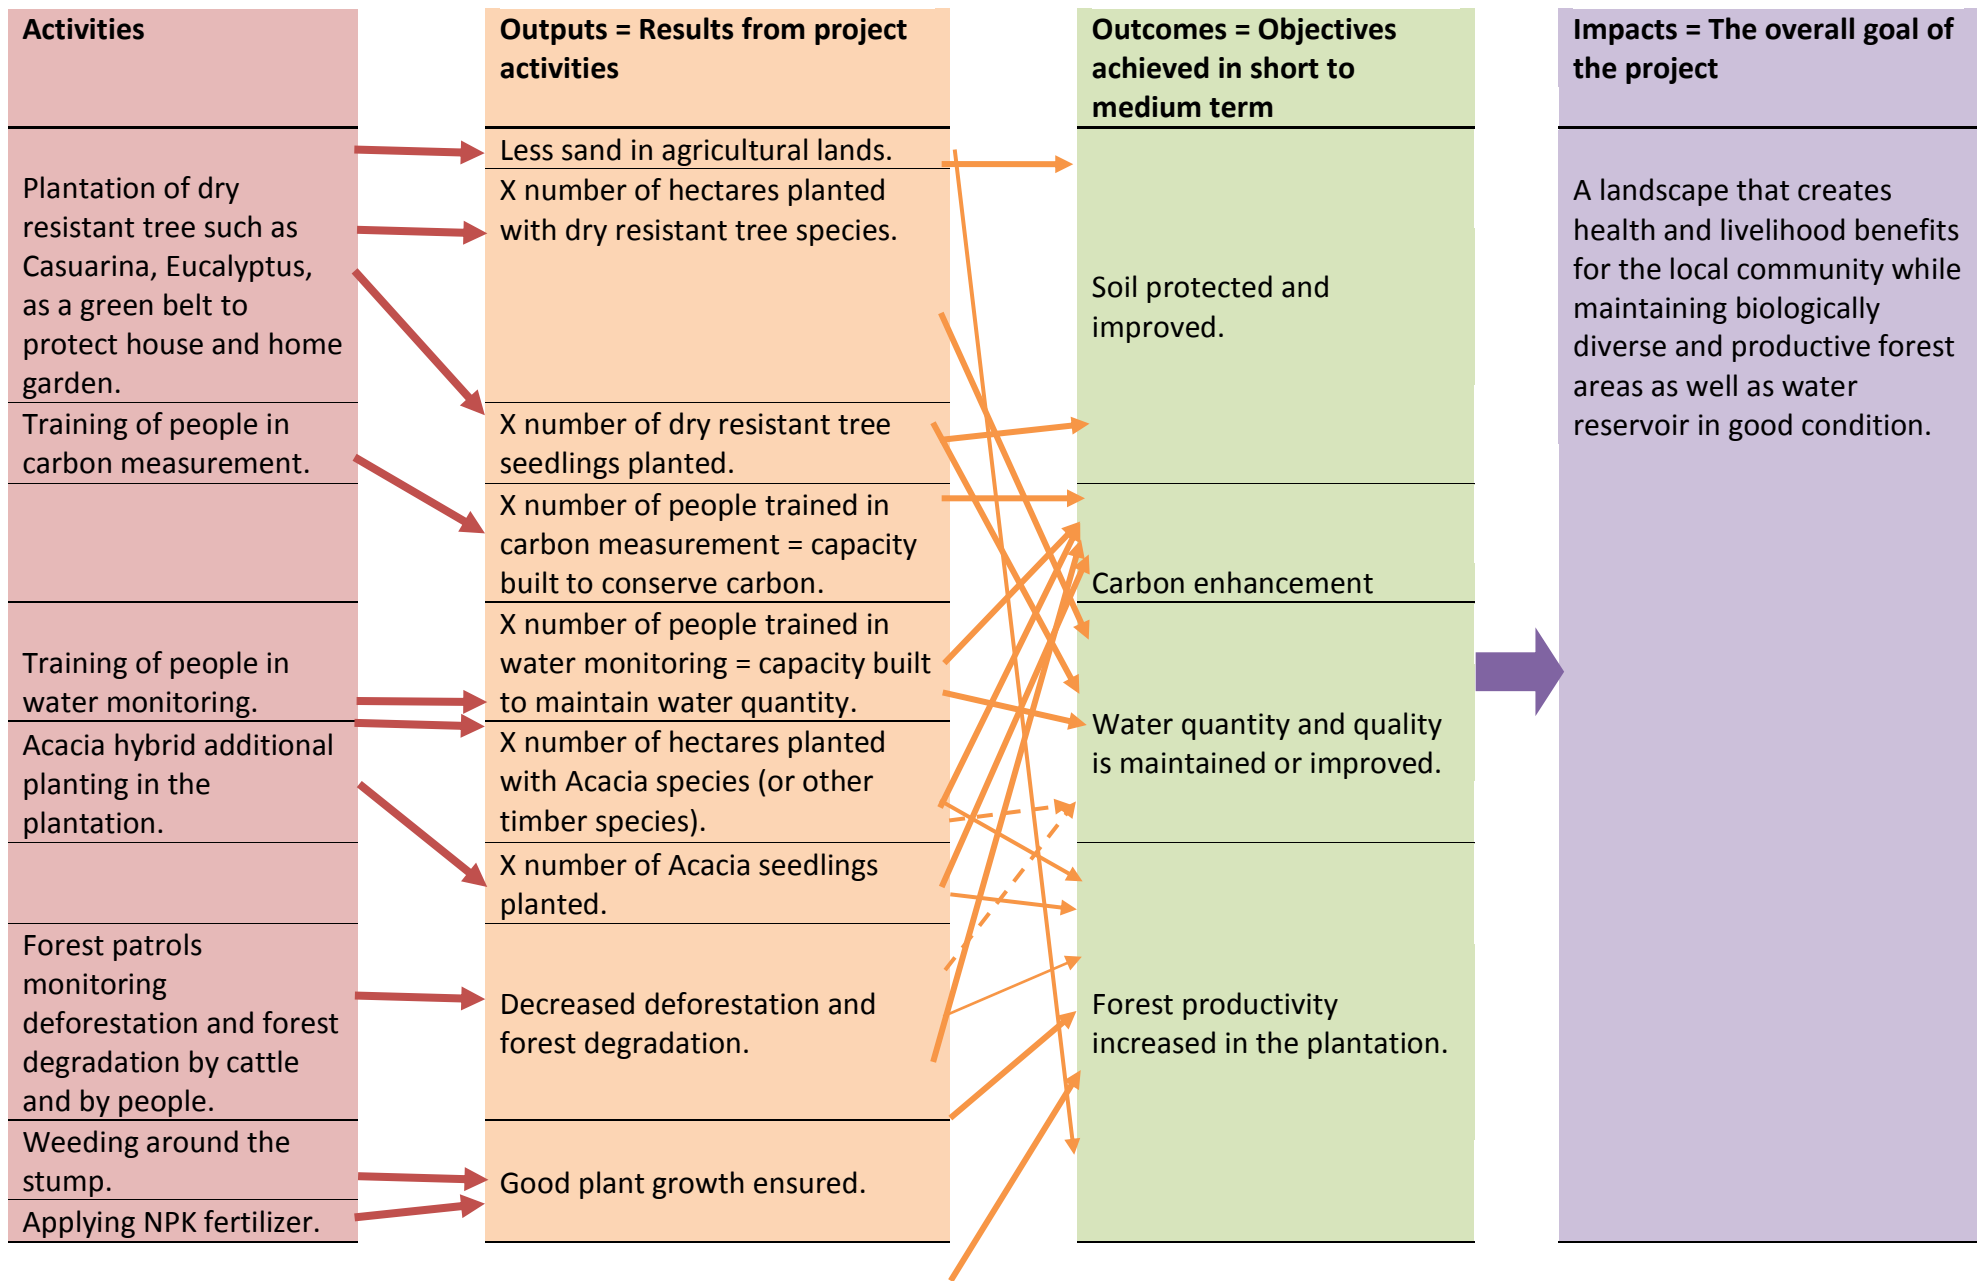 Activities
Plantation of dry
resistant tree such as
Casuarina, Eucalyptus,
as a green belt to
protect house and home
garden.
Training of people in
carbon measurement.
Training of people in
water monitoring.
Acacia hybrid additional
planting in the
plantation.
Forest patrols
monitoring
deforestation and forest
degradation by cattle
and by people.
Weeding around the
stump.
Applying NPK fertilizer.
Outputs = Results from project
activities
Less sand in agricultural lands.
X number of hectares planted
with dry resistant tree species.
X number of dry resistant tree
seedlings planted.
X number of people trained in
carbon measurement = capacity
built to conserve carbon.
X number of people trained in
water monitoring = capacity built
to maintain water quantity.
X number of hectares planted
with Acacia species (or other
timber species).
X number of Acacia seedlings
planted.
Decreased deforestation and
forest degradation.
Good plant growth ensured.
Outcomes = Objectives
achieved in short to
medium term
Soil protected and
improved.
Carbon enhancement
Water quantity and quality
is maintained or improved.
Forest productivity
increased in the plantation.
Impacts = The overall goal of
the project
A landscape that creates
health and livelihood benefits
for the local community while
maintaining biologically
diverse and productive forest
areas as well as water
reservoir in good condition.